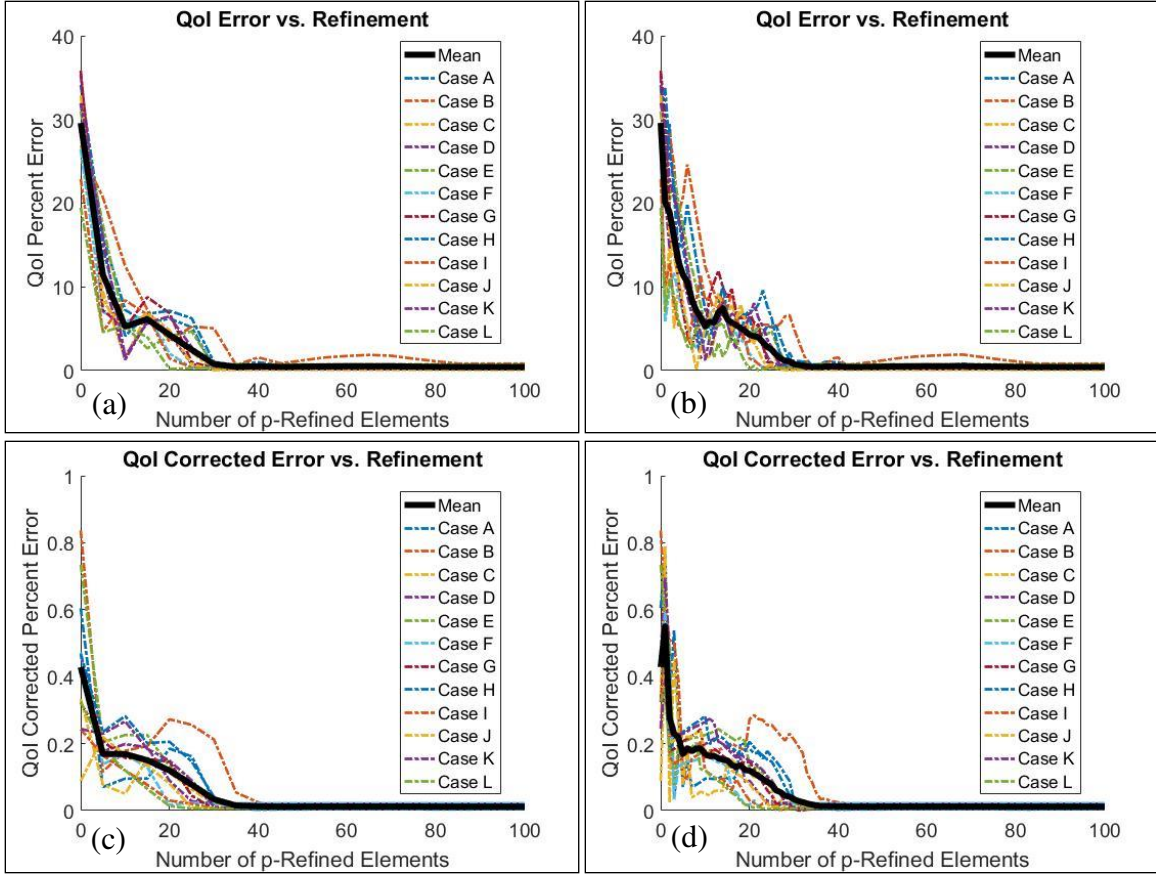 QoI Error vs. Refinement
QoI Percent Error
40
30
20
10
0
0
20
40
60
80
100
Number of p-Refined Elements
Mean
Case A
Case B
Case C
Case D
Case E
Case F
Case G
Case H
Case I
Case J
Case K
Case L
(a)
QoI Error vs. Refinement
QoI Percent Error
40
30
20
10
0
0
20
40
60
80
100
Number of p-Refined Elements
Mean
Case A
Case B
Case C
Case D
Case E
Case F
Case G
Case H
Case I
Case J
Case K
Case L
(b)
QoI Corrected Error vs. Refinement
QoI Corrected Percent Error
1
0.8
0.6
0.4
0.2
0
0
20
40
60
80
100
Number of p-Refined Elements
Mean
Case A
Case B
Case C
Case D
Case E
Case F
Case G
Case H
Case I
Case J
Case K
Case L
(c)
QoI Corrected Error vs. Refinement
QoI Corrected Percent Error
1
0.8
0.6
0.4
0.2
0
0
20
40
60
80
100
Number of p-Refined Elements
Mean
Case A
Case B
Case C
Case D
Case E
Case F
Case G
Case H
Case I
Case J
Case K
Case L
(d)